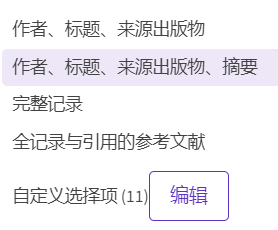 作者、标题、来源出版物
作者、标题、来源出版物、摘要
完整记录
全记录与引用的参考文献
自定义选择项 (11) 编辑